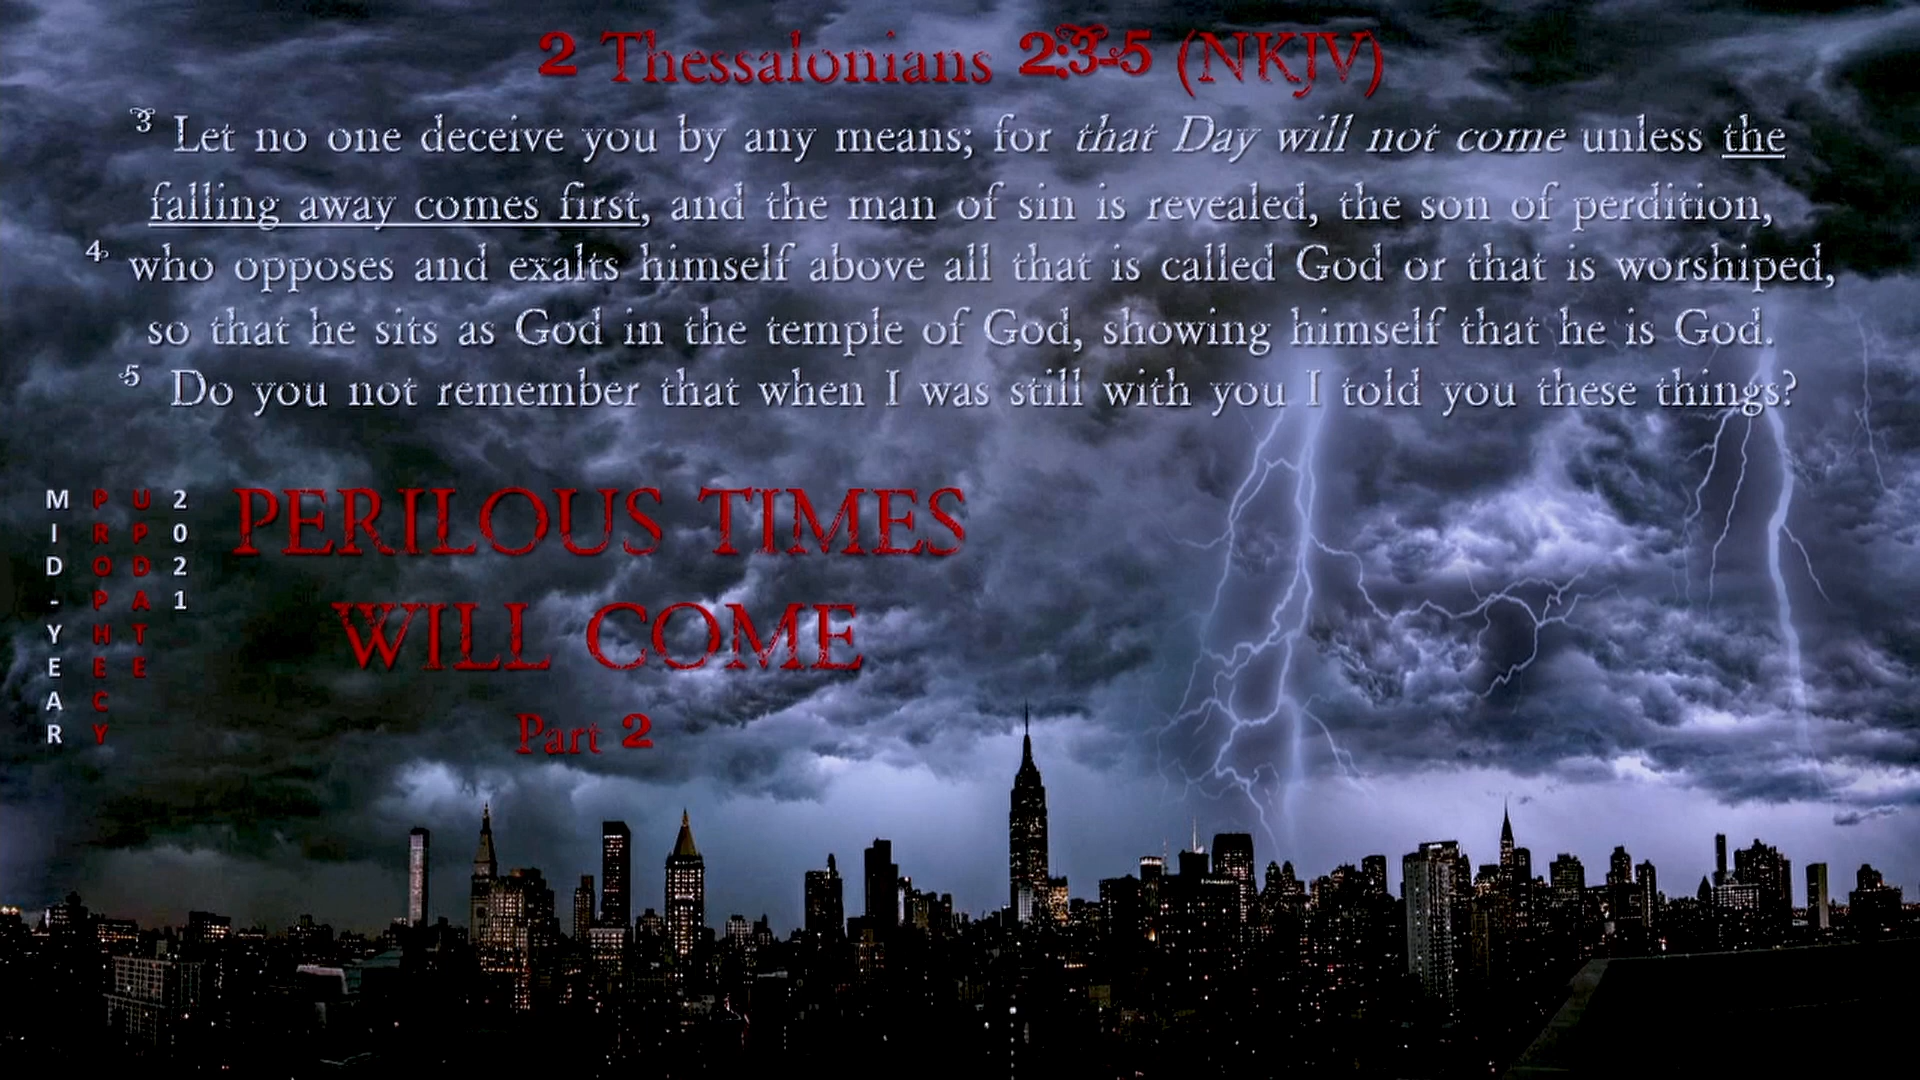 2 Thessalonians 2:3-5 (NKJV)
3 Let no one deceive you by any means; for that Day will not come unless the
falling away comes first, and the man of sin is revealed, the son of perdition,
4 who opposes and exalts himself above all that is called God or that is worshiped,
so that he sits as God in the temple of God, showing himself that he is God.
5 Do you not remember that when I was still with you I told you these things?
MID-YEAR
PROPHECY
UPDATE
2021
PERILOUS TIMES
WILL COME
Part 2